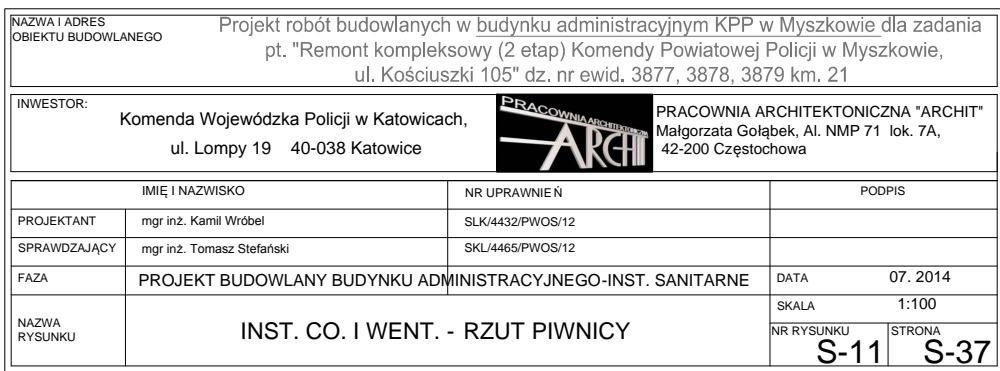 NAZWA I ADRES
OBIEKTU BUDOWLANEGO
Projekt robót budowlanych w budynku administracyjnym KPP w Myszkowie dla zadania
pt. "Remont kompleksowy (2 etap) Komendy Powiatowej Policji w Myszkowie,
ul. Kościuszki 105" dz. nr ewid. 3877, 3878, 3879 km. 21
INWESTOR:
Komenda Wojewódzka Policji w Katowicach,
ul. Lompy 19 40-038 Katowice
PRACOWNIA ARCHITEKTONICZNA
ARCHIT
PRACOWNIA ARCHITEKTONICZNA "ARCHIT"
Małgorzata Gołąbek, Al. NMP 71 lok. 7A,
42-200 Częstochowa
IMIĘ I NAZWISKO
NR UPRAWNIEŃ
PODPIS
PROJEKTANT
mgr inż. Kamil Wróbel
SLK/4432/PWOS/12
SPRAWDZAJĄCY
mgr inż. Tomasz Stefański
SKL/4465/PWOS/12
FAZA
PROJEKT BUDOWLANY BUDYNKU ADMINISTRACYJNEGO-INST. SANITARNE
DATA
07. 2014
SKALA
1:100
NAZWA
RYSUNKU
INST. CO. I WENT. - RZUT PIWNICY
NR RYSUNKU
S-11
STRONA
S-37